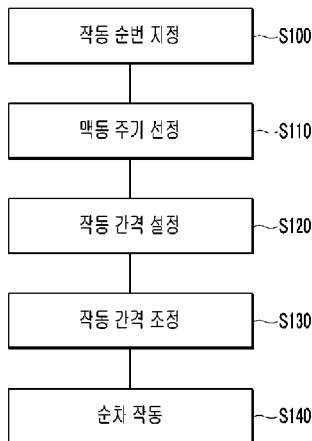 작동 순번 지정 S100
맥동 주기 선정 S110
작동 간격 설정 S120
작동 간격 조정 S130
순차 작동 S140